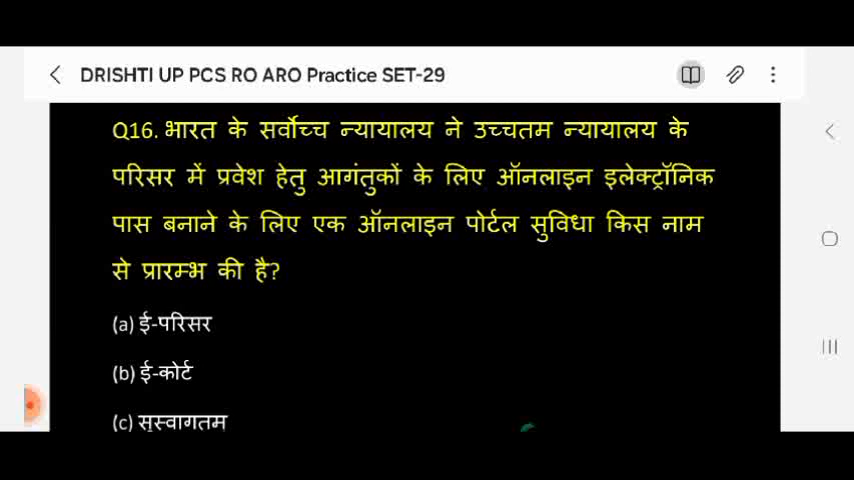 DRISHTI UP PCS RO ARO Practice SET-29
Q16. भारत के सर्वोच्च न्यायालय ने उच्चतम न्यायालय के
परिसर में प्रवेश हेतु आगंतुकों के लिए ऑनलाइन इलेक्ट्रॉनिक
पास बनाने के लिए एक ऑनलाइन पोर्टल सुविधा किस नाम
से प्रारम्भ की है?
(a) ई-परिसर
(b) ई-कोर्ट
(c) सुस्वागतम